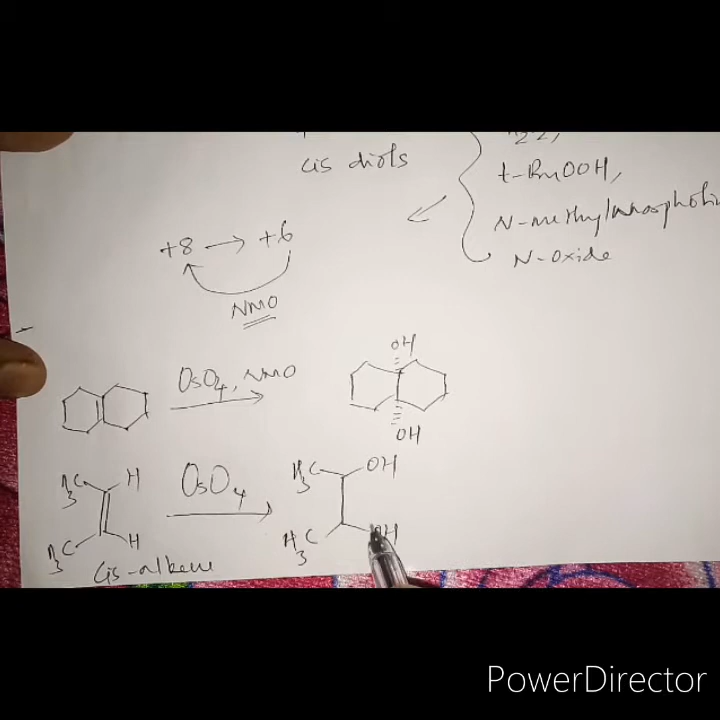 cis diols
t-BuOOH,
N-methylmorpholin
N-Oxide
+8 → +6
NMO
OsO4, NMO
OH
OH
H3C H
OsO4
H3C OH
H3C H
H3C OH
cis-alkene
PowerDirector